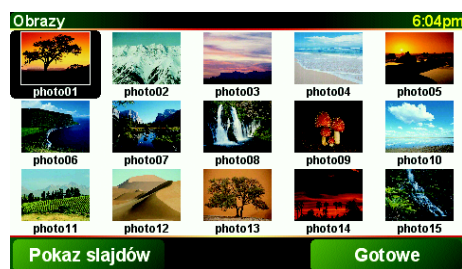 Obrazy 6:04pm
photo01 photo02 photo03 photo04 photo05
photo06 photo07 photo08 photo09 photo10
photo11 photo12 photo13 photo14 photo15
Pokaz slajdów Gotowe